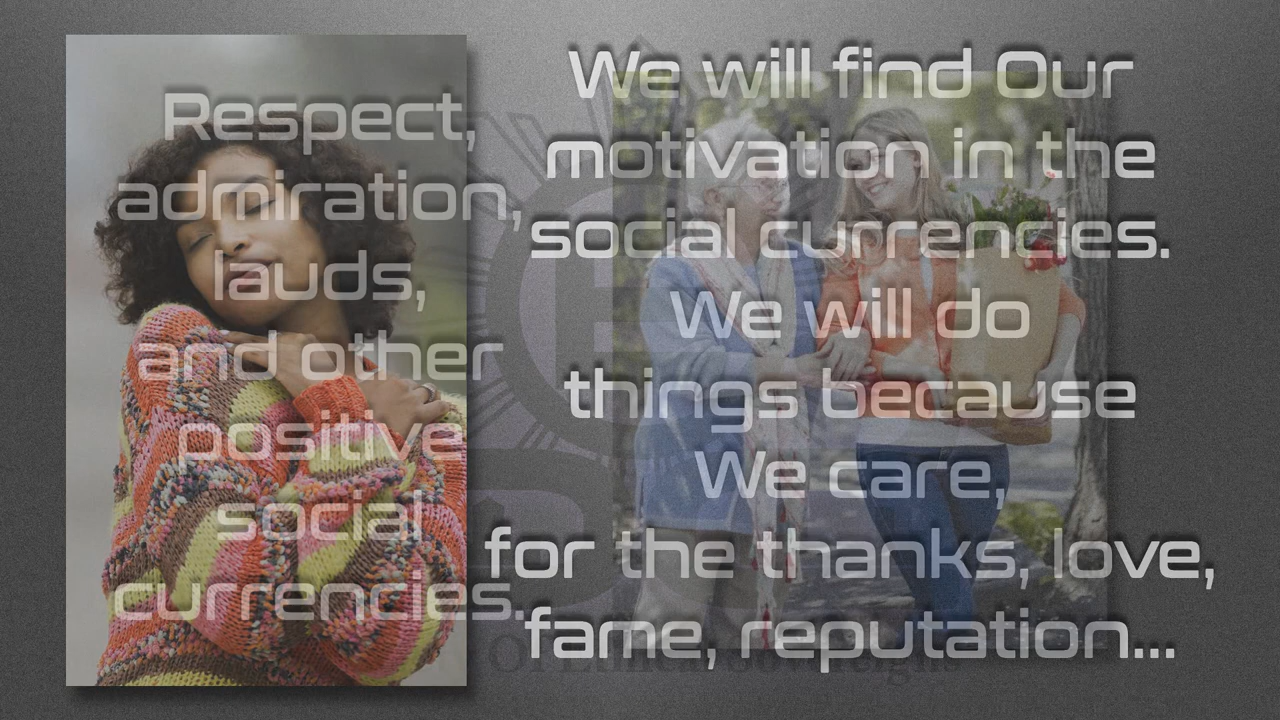 Respect,
admiration,
lauds,
and other
positive
social
currencies.
We will find Our
motivation in the
social currencies.
We will do
things because
We care,
for the thanks, love,
fame, reputation...